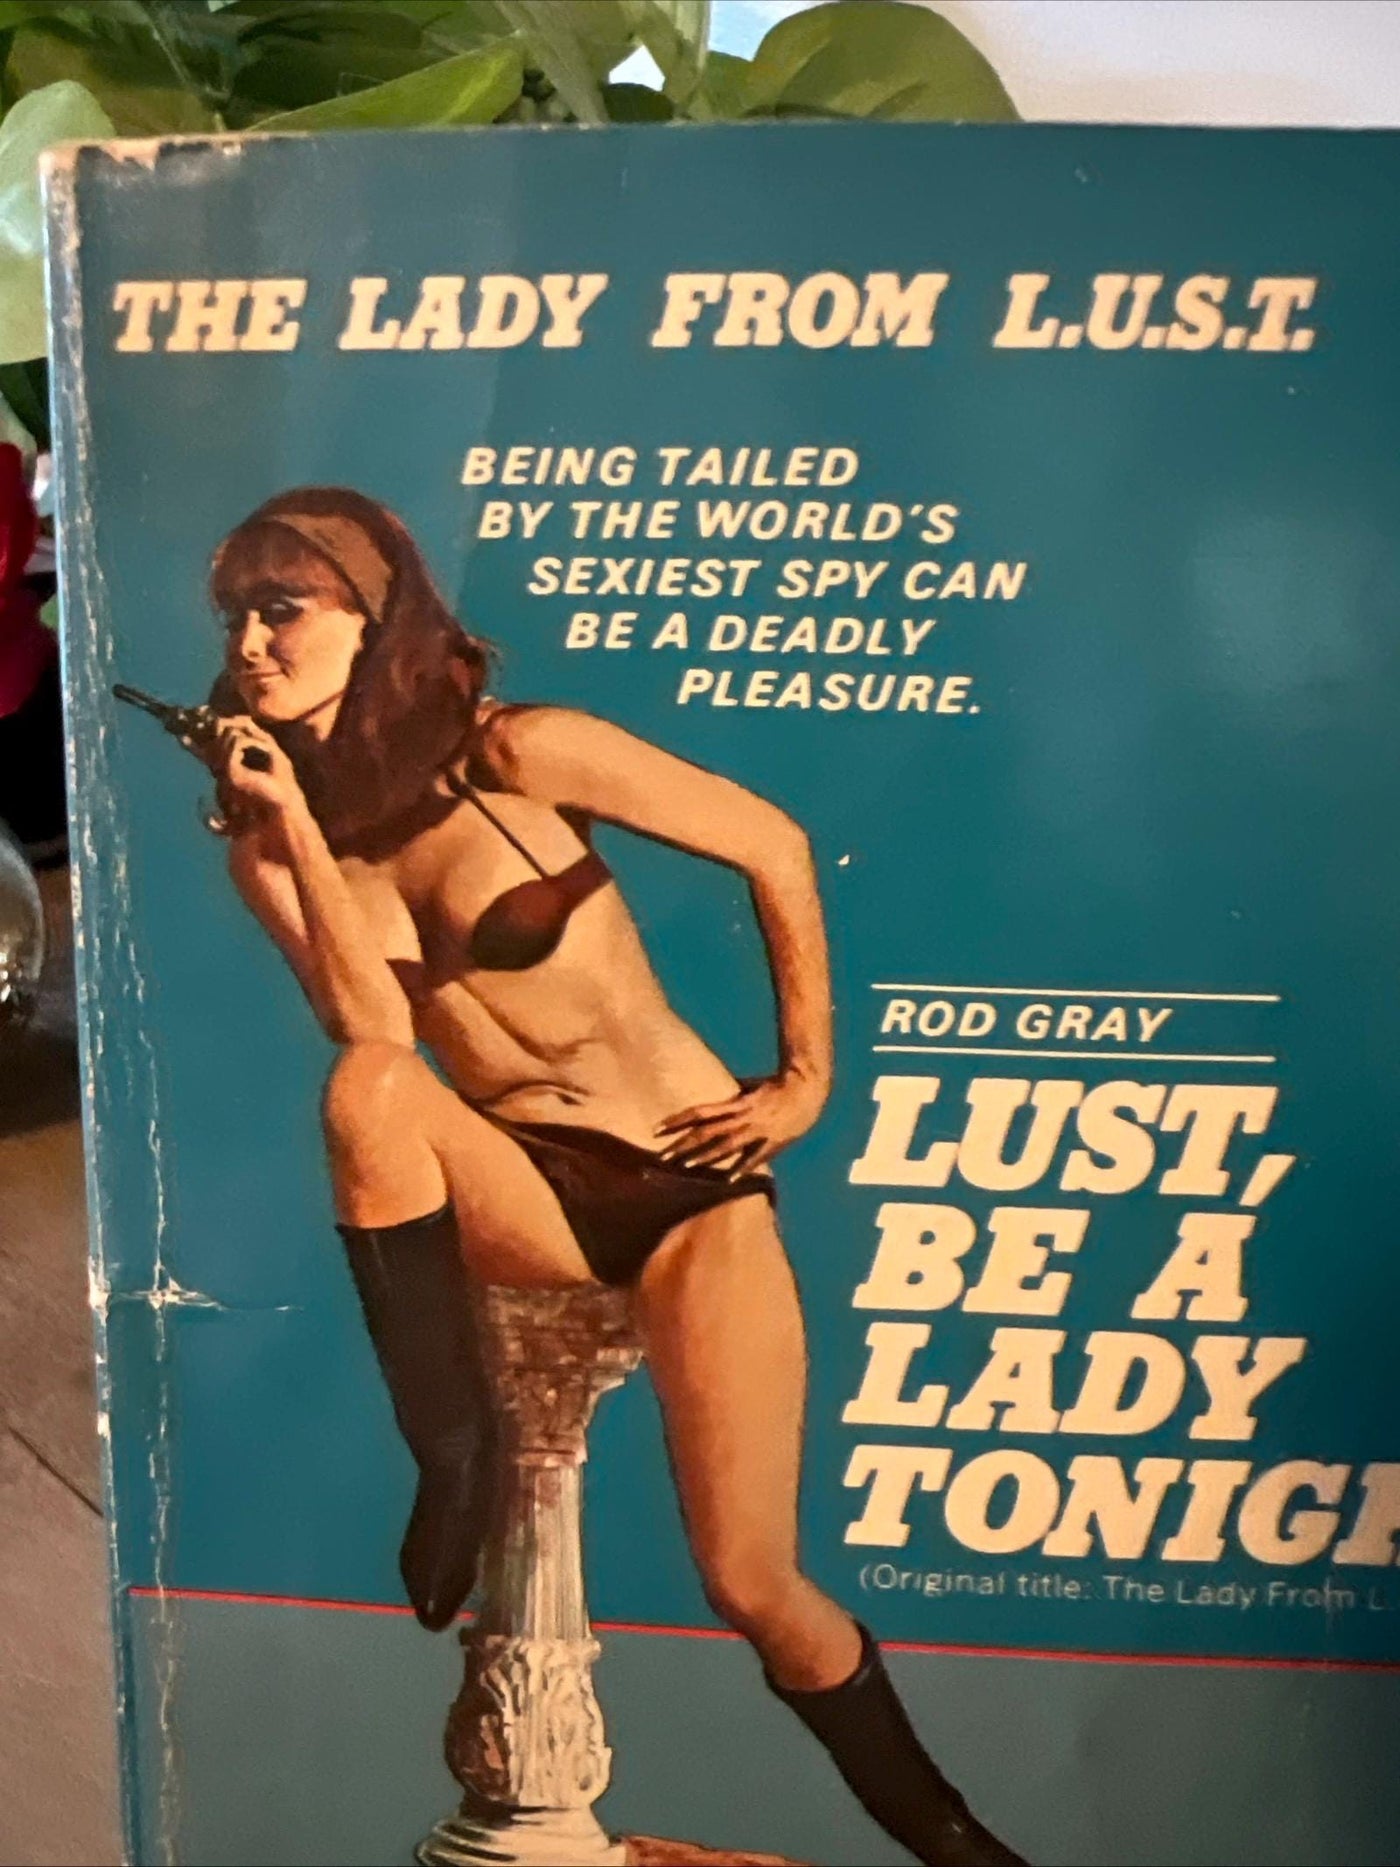 THE LADY FROM L.U.S.T.
BEING TAILED
BY THE WORLD'S
SEXIEST SPY CAN
BE A DEADLY
PLEASURE.
ROD GRAY
LUST,
BE A
LADY
TONIGH
(Original title: The Lady From L.